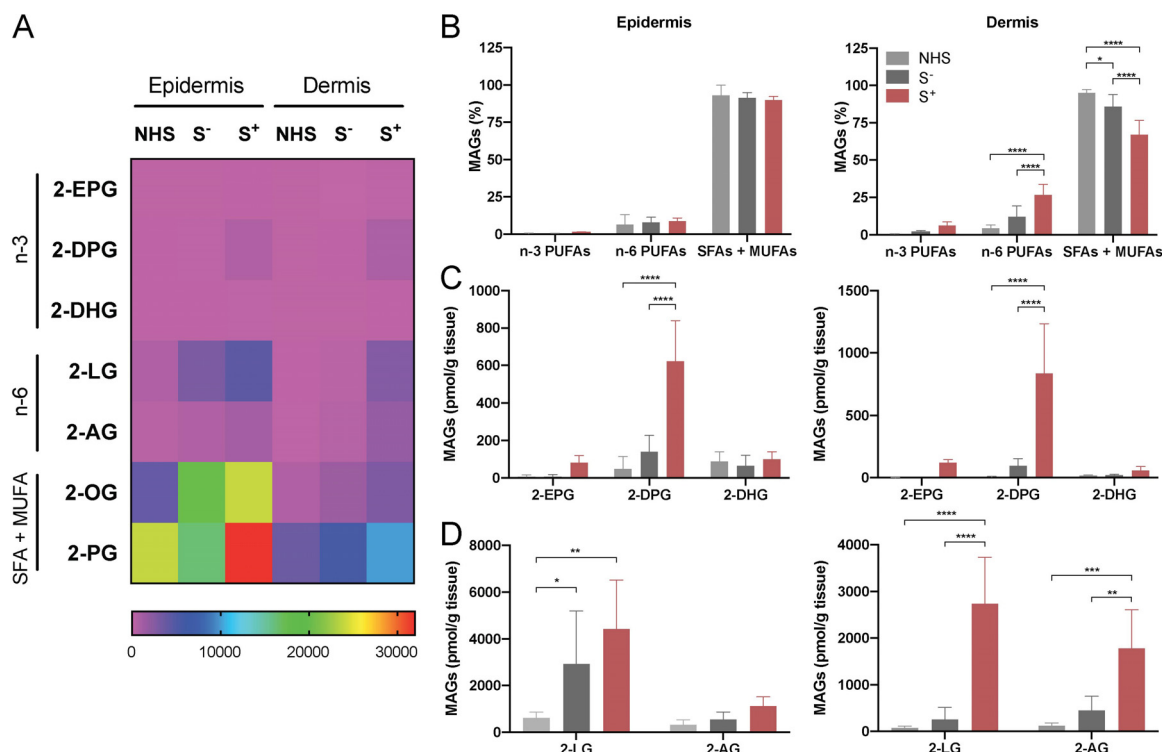 A
Epidermis Dermis
NHS S- S+ NHS S- S+
n-3
2-EPG
2-DPG
2-DHG
n-6
2-LG
2-AG
SFA + MUFA
2-OG
2-PG
0 10000 20000 30000
B
Epidermis
MAGs (%)
125
100
75
50
25
0
n-3 PUFAs n-6 PUFAs SFAs + MUFAs
Dermis
MAGs (%)
125
100
75
50
25
0
NHS
S-
S+
****
****
****
* ****
n-3 PUFAs n-6 PUFAs SFAs + MUFAs
C
MAGs (pmol/g tissue)
1000
800
600
400
200
0
****
****
2-EPG 2-DPG 2-DHG
MAGs (pmol/g tissue)
1500
1000
500
0
****
****
2-EPG 2-DPG 2-DHG
D
MAGs (pmol/g tissue)
8000
6000
4000
2000
0
**
*
2-LG 2-AG
MAGs (pmol/g tissue)
4000
3000
2000
1000
0
****
****
***
**
2-LG 2-AG